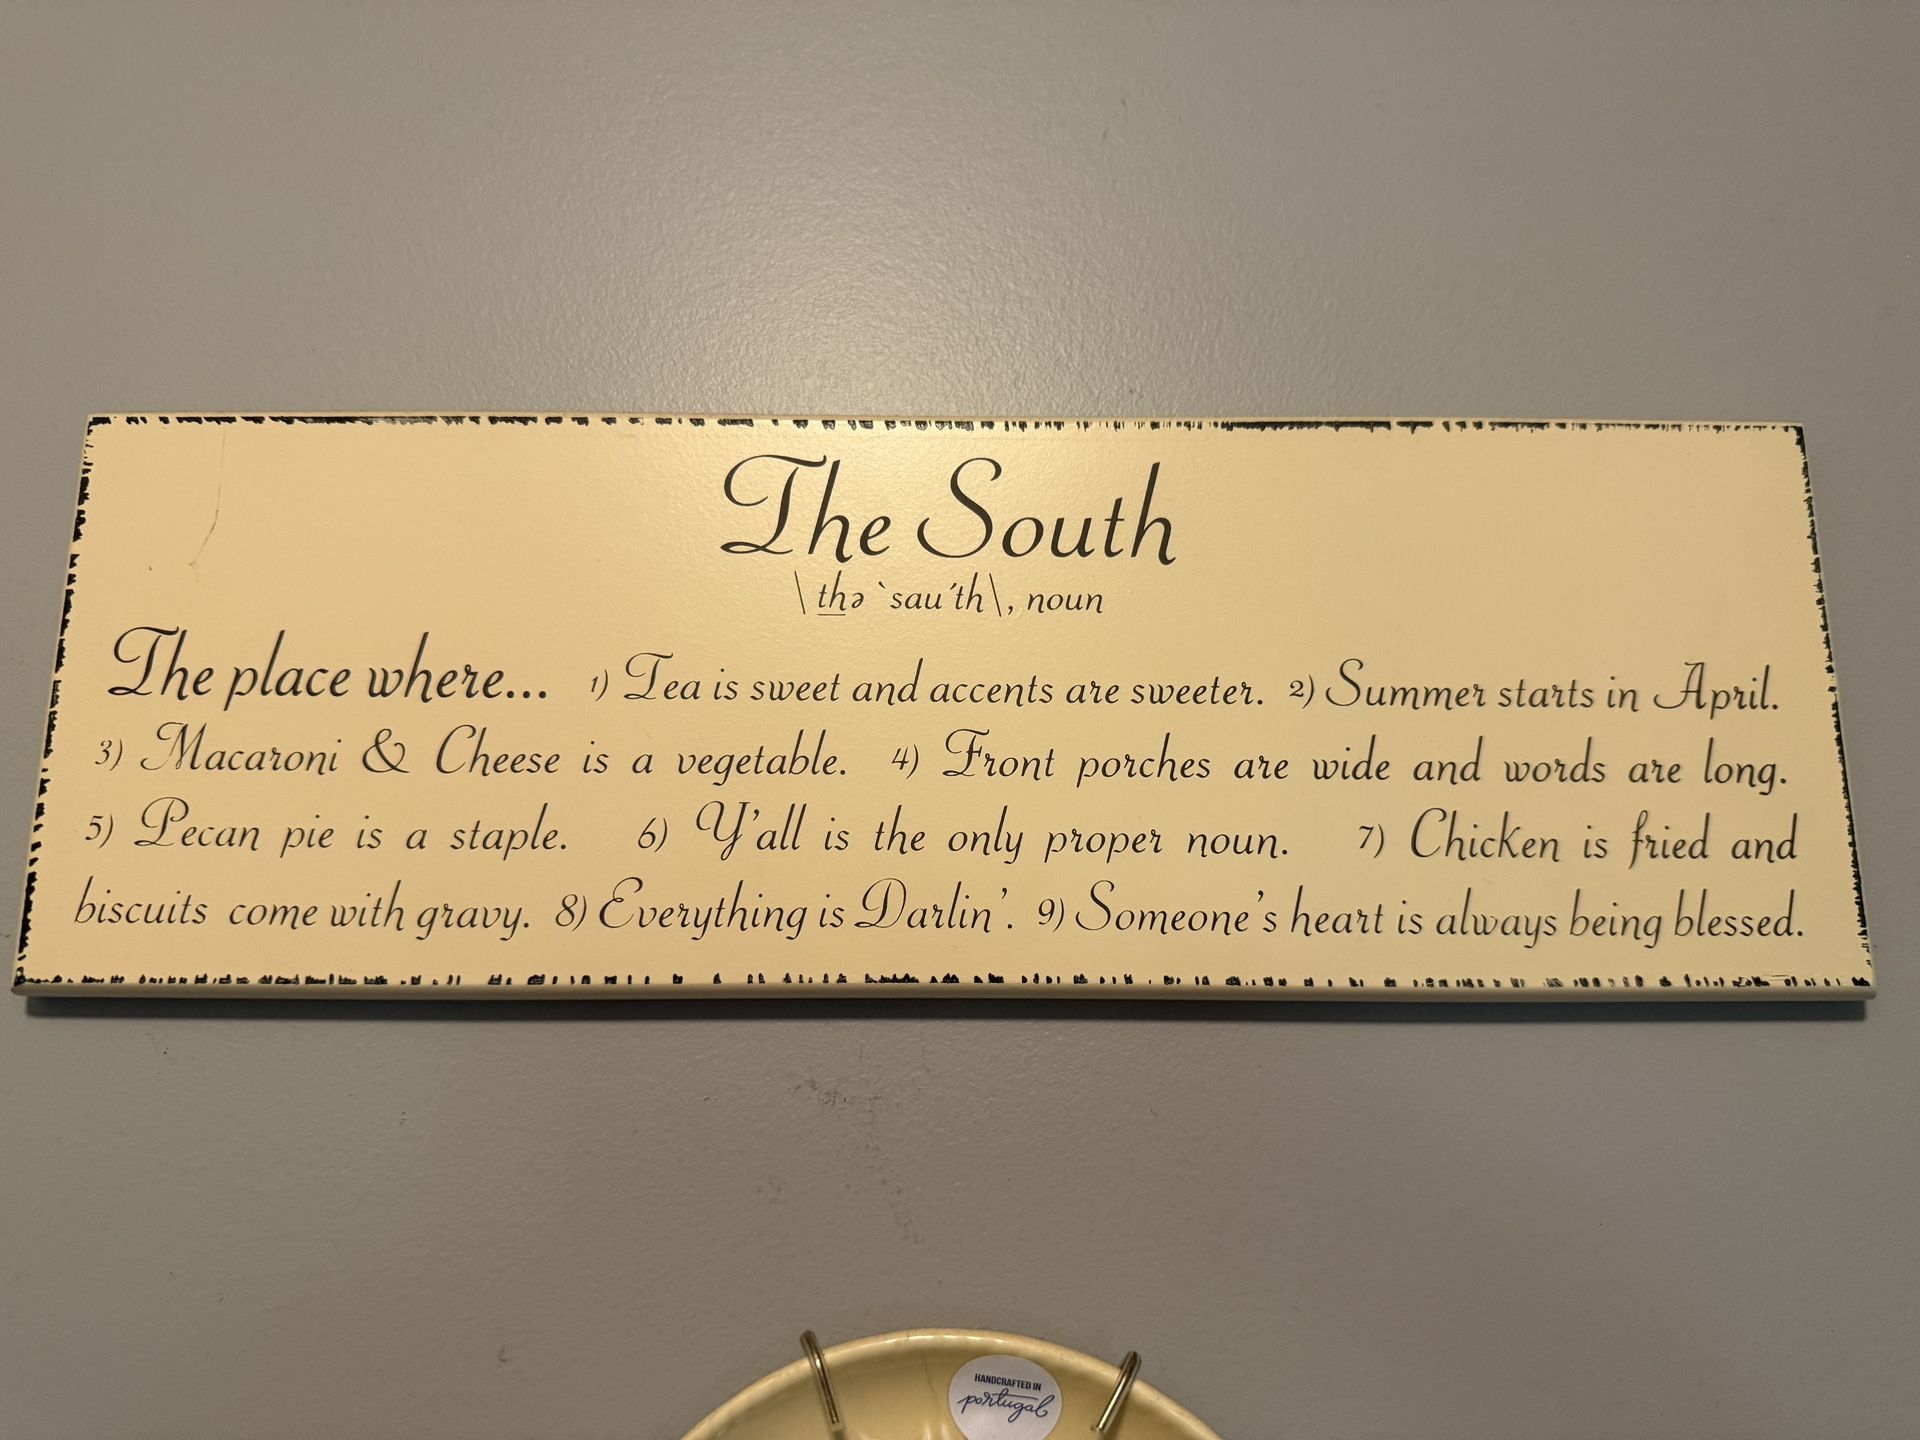 The South
\ thə `sau´th\, noun
The place where... 1) Tea is sweet and accents are sweeter. 2) Summer starts in April.
3) Macaroni & Cheese is a vegetable. 4) Front porches are wide and words are long.
5) Pecan pie is a staple. 6) Y'all is the only proper noun. 7) Chicken is fried and
biscuits come with gravy. 8) Everything is Darlin'. 9) Someone's heart is always being blessed.
HANDCRAFTED IN
portugal